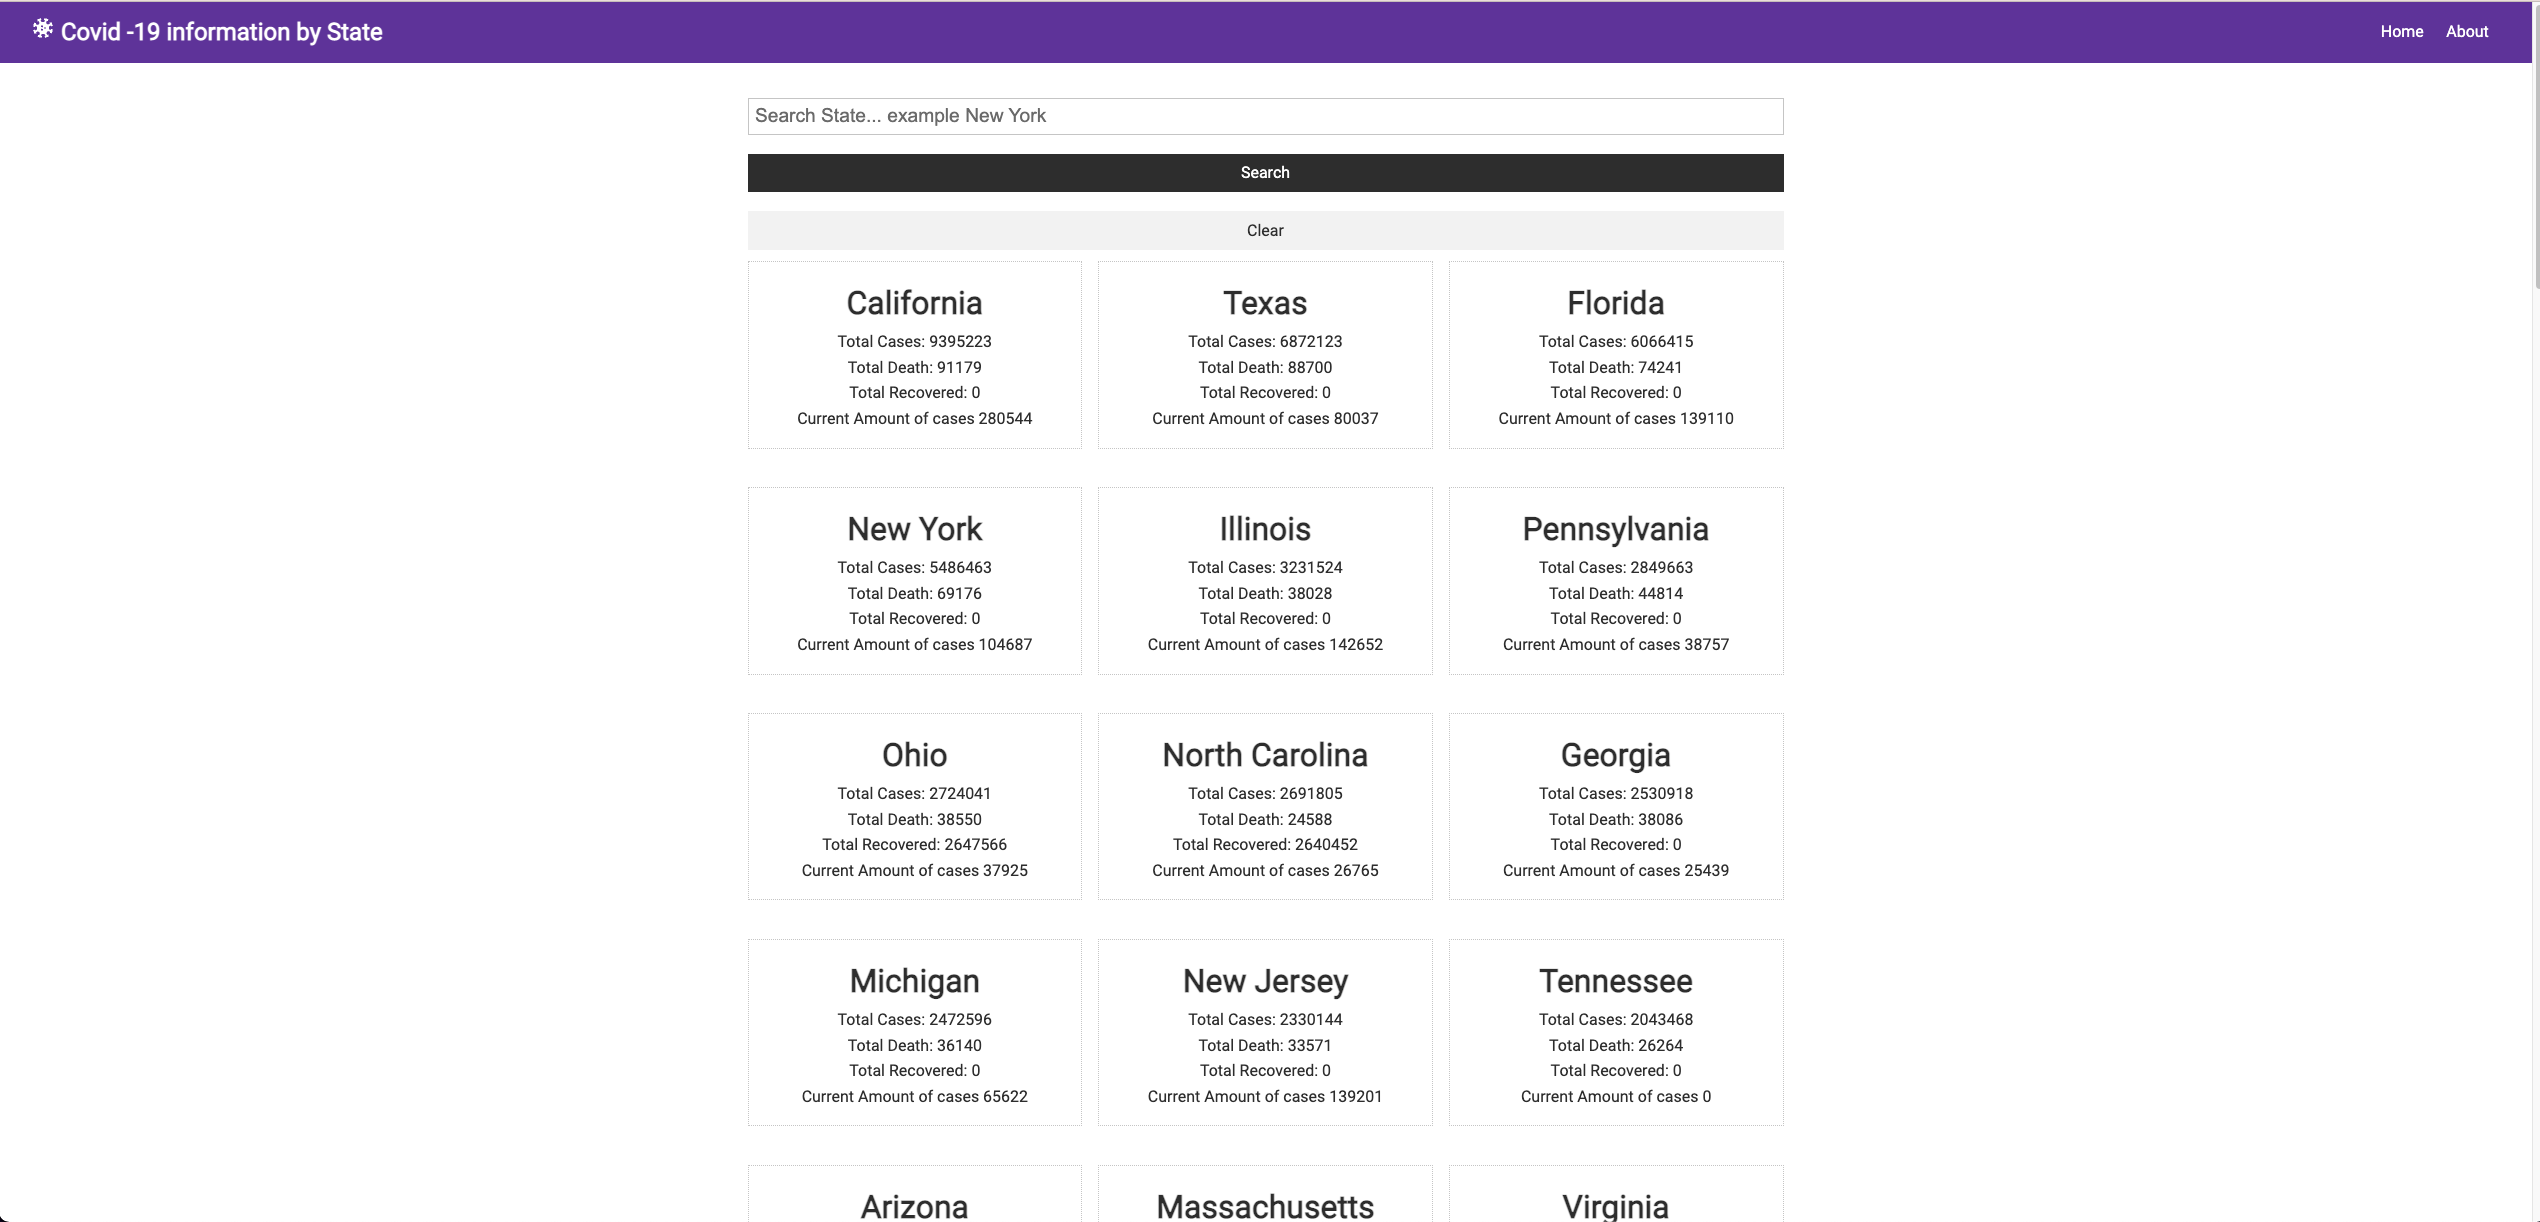 Covid -19 information by State
Home About
Search State... example New York
Search
Clear
California
Total Cases: 9395223
Total Death: 91179
Total Recovered: 0
Current Amount of cases 280544
Texas
Total Cases: 6872123
Total Death: 88700
Total Recovered: 0
Current Amount of cases 80037
Florida
Total Cases: 6066415
Total Death: 74241
Total Recovered: 0
Current Amount of cases 139110
New York
Total Cases: 5486463
Total Death: 69176
Total Recovered: 0
Current Amount of cases 104687
Illinois
Total Cases: 3231524
Total Death: 38028
Total Recovered: 0
Current Amount of cases 142652
Pennsylvania
Total Cases: 2849663
Total Death: 44814
Total Recovered: 0
Current Amount of cases 38757
Ohio
Total Cases: 2724041
Total Death: 38550
Total Recovered: 2647566
Current Amount of cases 37925
North Carolina
Total Cases: 2691805
Total Death: 24588
Total Recovered: 2640452
Current Amount of cases 26765
Georgia
Total Cases: 2530918
Total Death: 38086
Total Recovered: 0
Current Amount of cases 25439
Michigan
Total Cases: 2472596
Total Death: 36140
Total Recovered: 0
Current Amount of cases 65622
New Jersey
Total Cases: 2330144
Total Death: 33571
Total Recovered: 0
Current Amount of cases 139201
Tennessee
Total Cases: 2043468
Total Death: 26264
Total Recovered: 0
Current Amount of cases 0
Arizona
Massachusetts
Virginia